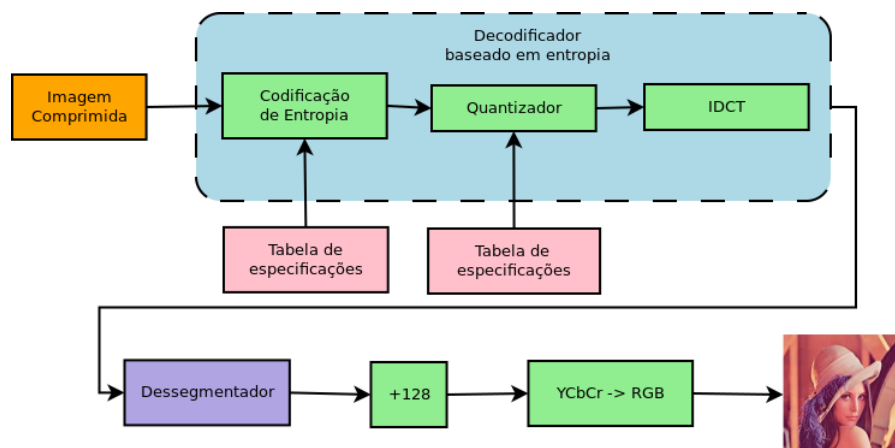 Decodificador
baseado em entropia
Imagem
Comprimida
Codificação
de Entropia
Quantizador
IDCT
Tabela de
especificações
Tabela de
especificações
Dessegmentador
+128
YCbCr -> RGB